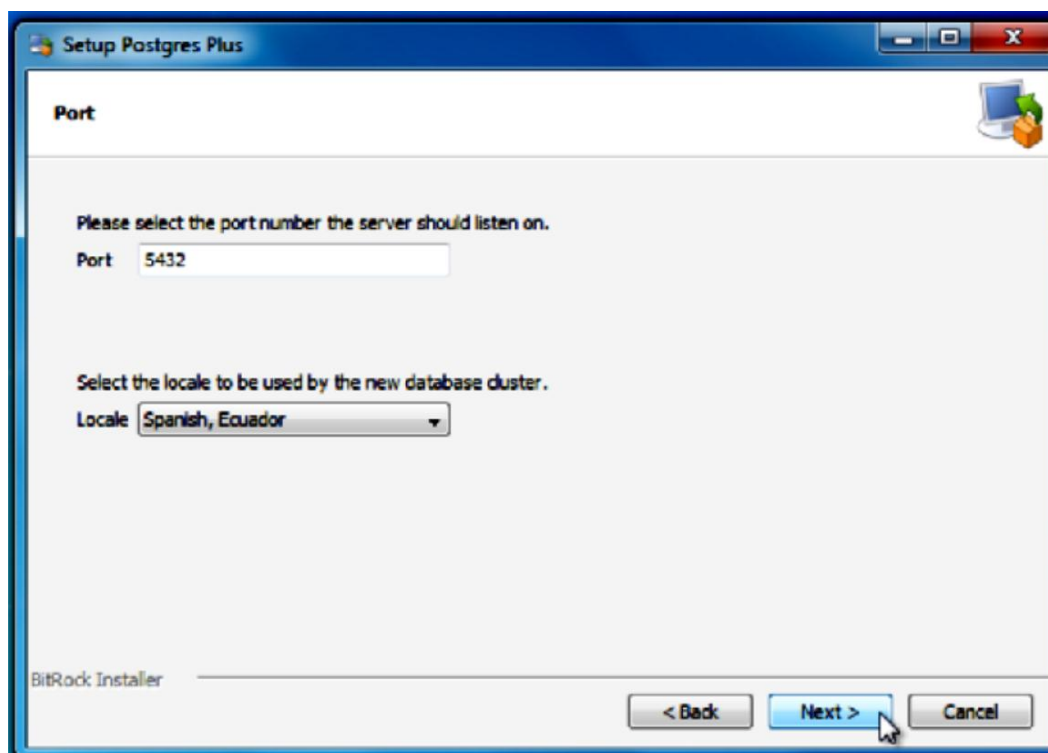 Setup Postgres Plus
Port
Please select the port number the server should listen on.
Port 5432
Select the locale to be used by the new database cluster.
Locale Spanish, Ecuador
BitRock Installer
< Back Next > Cancel